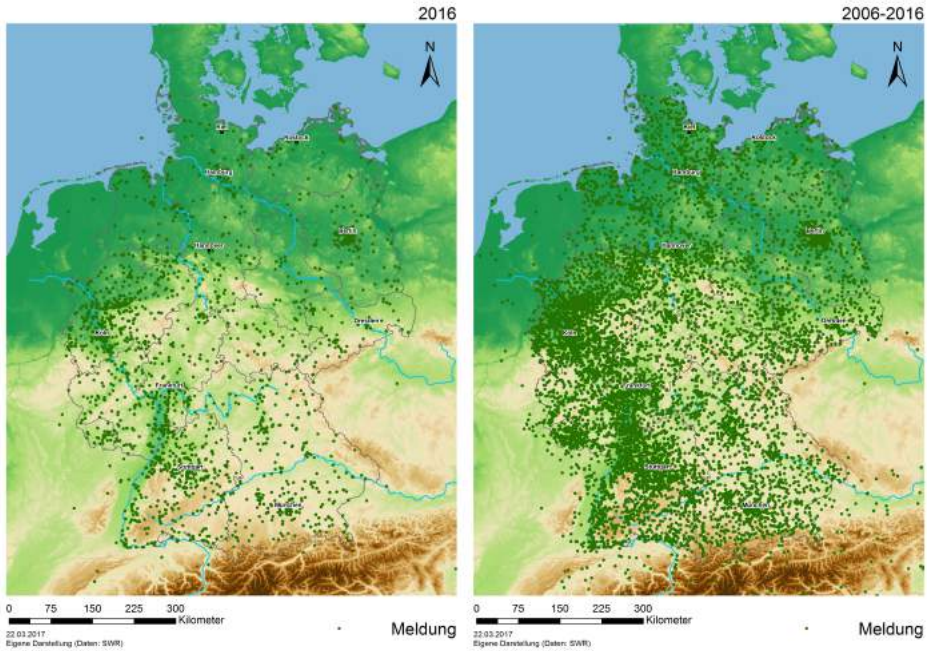 2016
N
Kiel
Rostock
Hamburg
Berlin
Hannover
Dresden
Köln
Frankfurt
Stuttgart
München
0 75 150 225 300
Kilometer
22.03.2017
Eigene Darstellung (Daten: SWR)
Meldung
2006-2016
N
Kiel
Rostock
Hamburg
Berlin
Hannover
Dresden
Köln
Frankfurt
Stuttgart
München
0 75 150 225 300
Kilometer
22.03.2017
Eigene Darstellung (Daten: SWR)
Meldung